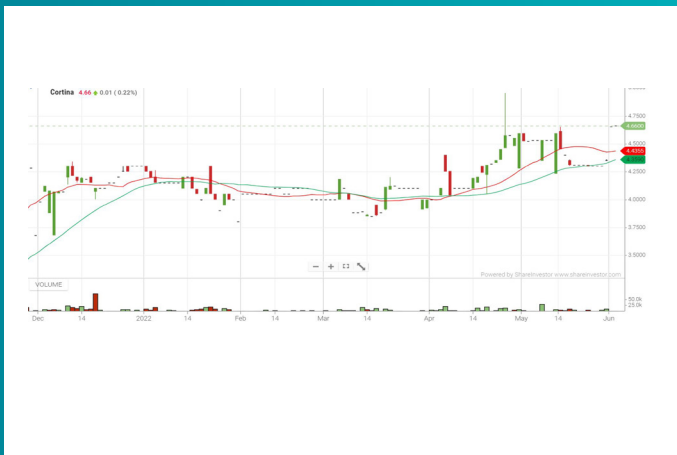 Cortina 4.66 0.01 ( 0.22%)
4.7500
4.6600
4.5000
4.4355
4.2500
4.0000
3.7500
3.5000
Powered by ShareInvestor www.shareinvestor.com
VOLUME
50.0k
25.0k
Dec 14 2022 14 Feb 14 Mar 14 Apr 14 May 14 Jun